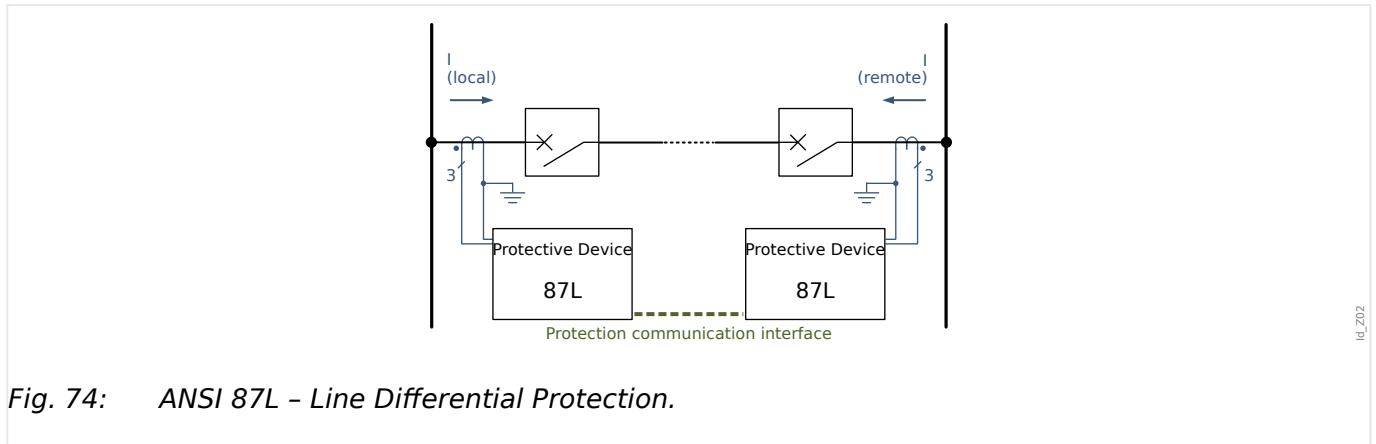 I
(local)
I
(remote)
3
3
Protective Device
87L
Protective Device
87L
Protection communication interface
Id_Z02
Fig. 74: ANSI 87L – Line Differential Protection.